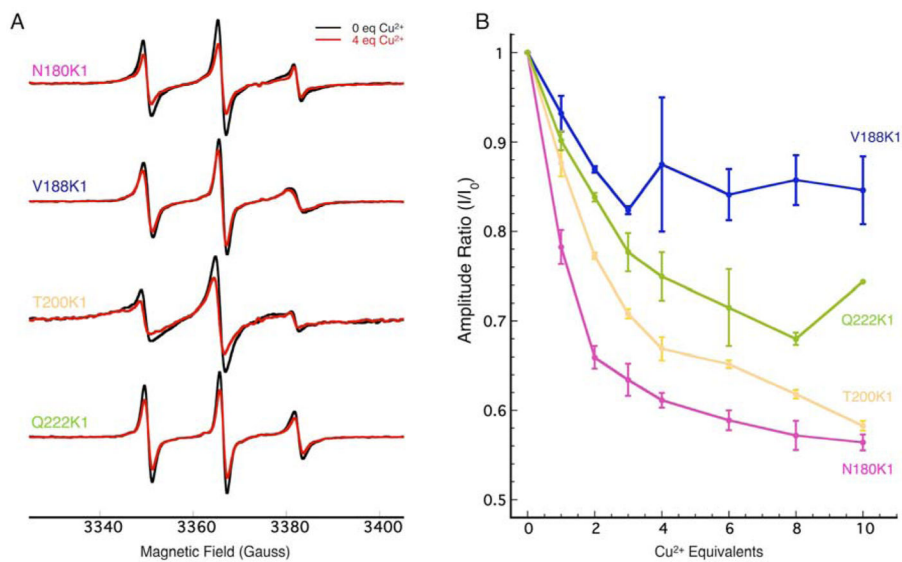 A
0 eq Cu²⁺
4 eq Cu²⁺
N180K1
V188K1
T200K1
Q222K1
3340 3360 3380 3400
Magnetic Field (Gauss)
B
1
0.9
0.8
0.7
0.6
0.5
Amplitude Ratio (I/I₀)
V188K1
Q222K1
T200K1
N180K1
0 2 4 6 8 10
Cu²⁺ Equivalents